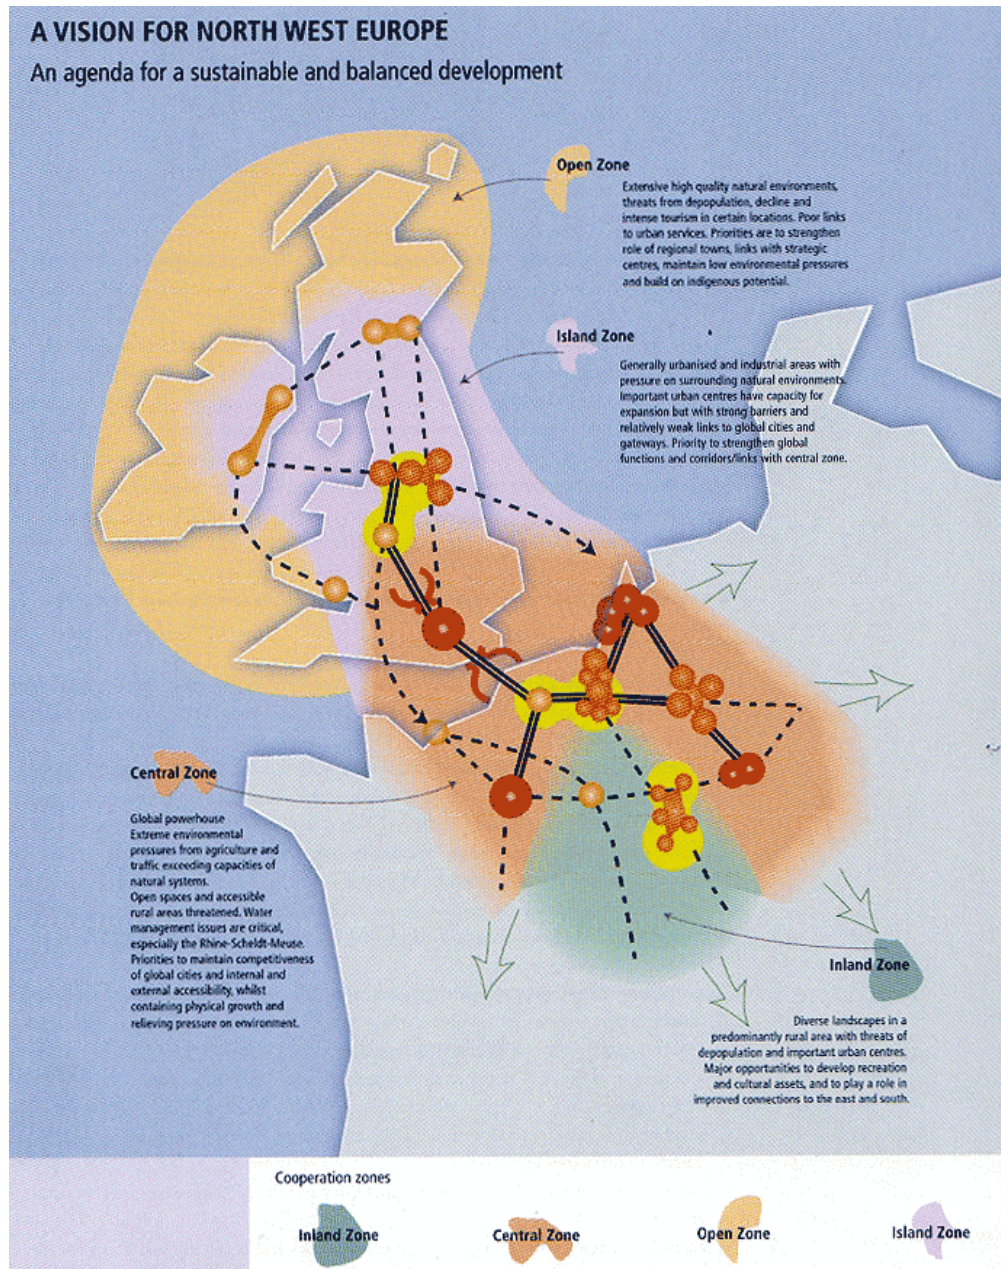 A VISION FOR NORTH WEST EUROPE
An agenda for a sustainable and balanced development
Open Zone
Extensive high quality natural environments,
threats from depopulation, decline and
intense tourism in certain locations. Poor links
to urban services. Priorities are to strengthen
role of regional towns, links with strategic
centres, maintain low environmental pressures
and build on indigenous potential.
Island Zone
Generally urbanised and industrial areas with
pressure on surrounding natural environments.
Important urban centres have capacity for
expansion but with strong barriers and
relatively weak links to global cities and
gateways. Priority to strengthen global
functions and corridors/links with central zone.
Central Zone
Global powerhouse
Extreme environmental
pressures from agriculture and
traffic exceeding capacities of
natural systems.
Open spaces and accessible
rural areas threatened. Water
management issues are critical,
especially the Rhine-Scheldt-Meuse.
Priorities to maintain competitiveness
of global cities and internal and
external accessibility, whilst
containing physical growth and
relieving pressure on environment.
Inland Zone
Diverse landscapes in a
predominantly rural area with threats of
depopulation and important urban centres.
Major opportunities to develop recreation
and cultural assets, and to play a role in
improved connections to the east and south.
Cooperation zones
Inland Zone
Central Zone
Open Zone
Island Zone